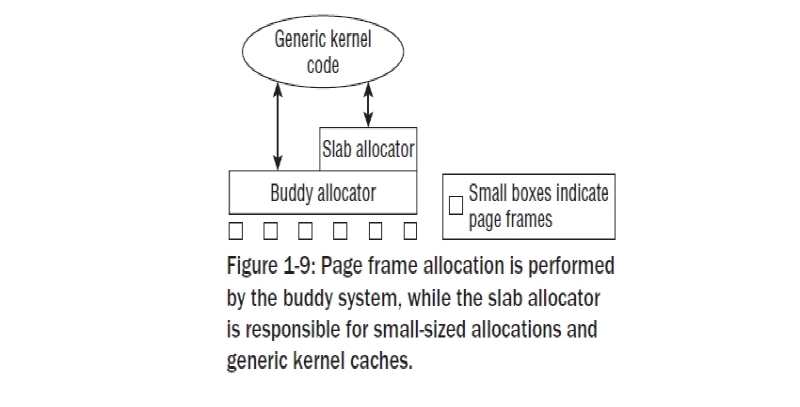 Generic kernel
code
Slab allocator
Buddy allocator
Small boxes indicate
page frames
Figure 1-9: Page frame allocation is performed
by the buddy system, while the slab allocator
is responsible for small-sized allocations and
generic kernel caches.